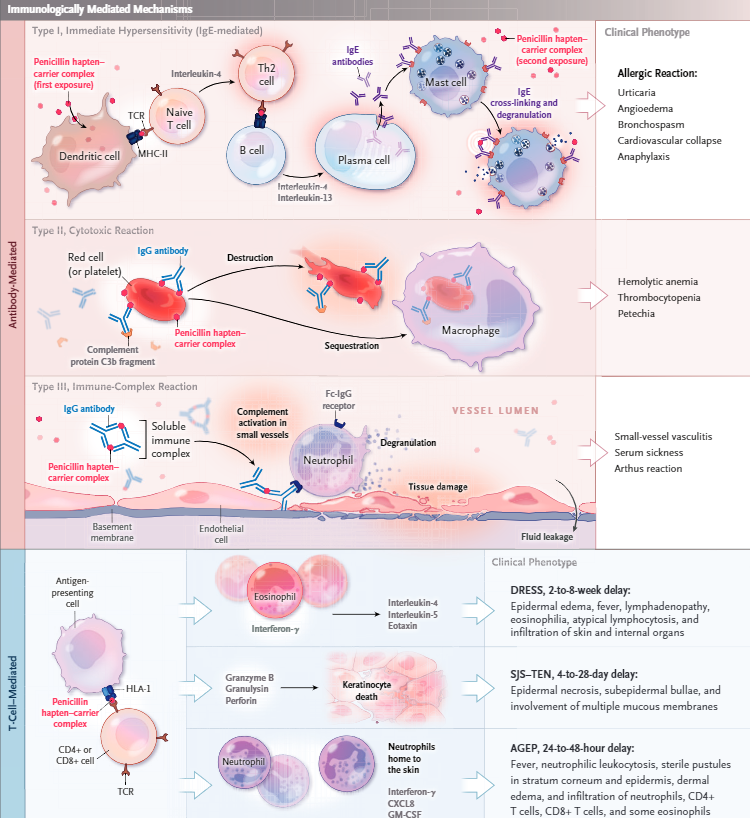 Immunologically Mediated Mechanisms
Type I, Immediate Hypersensitivity (IgE-mediated)
Clinical Phenotype
Penicillin hapten–
carrier complex
(first exposure)
Interleukin-4
Th2
cell
IgE
antibodies
Penicillin hapten–
carrier complex
(second exposure)
Mast cell
IgE
cross-linking and
degranulation
TCR
Naive
T cell
Dendritic cell
MHC-II
B cell
Plasma cell
Interleukin-4
Interleukin-13
Allergic Reaction:
Urticaria
Angioedema
Bronchospasm
Cardiovascular collapse
Anaphylaxis
Antibody-Mediated
Type II, Cytotoxic Reaction
Red cell
(or platelet)
IgG antibody
Destruction
Penicillin hapten–
carrier complex
Complement
protein C3b fragment
Sequestration
Macrophage
Hemolytic anemia
Thrombocytopenia
Petechia
Type III, Immune-Complex Reaction
IgG antibody
Soluble
immune
complex
Penicillin hapten–
carrier complex
Complement
activation in
small vessels
Fc-IgG
receptor
Neutrophil
Degranulation
VESSEL LUMEN
Tissue damage
Basement
membrane
Endothelial
cell
Fluid leakage
Small-vessel vasculitis
Serum sickness
Arthus reaction
T-Cell–Mediated
Antigen-
presenting
cell
HLA-1
Penicillin
hapten–carrier
complex
CD4+ or
CD8+ cell
TCR
Clinical Phenotype
Eosinophil
Interferon-γ
Interleukin-4
Interleukin-5
Eotaxin
DRESS, 2-to-8-week delay:
Epidermal edema, fever, lymphadenopathy,
eosinophilia, atypical lymphocytosis, and
infiltration of skin and internal organs
Granzyme B
Granulysin
Perforin
Keratinocyte
death
SJS–TEN, 4-to-28-day delay:
Epidermal necrosis, subepidermal bullae, and
involvement of multiple mucous membranes
Neutrophil
Neutrophils
home to
the skin
Interferon-γ
CXCL8
GM-CSF
AGEP, 24-to-48-hour delay:
Fever, neutrophilic leukocytosis, sterile pustules
in stratum corneum and epidermis, dermal
edema, and infiltration of neutrophils, CD4+
T cells, CD8+ T cells, and some eosinophils